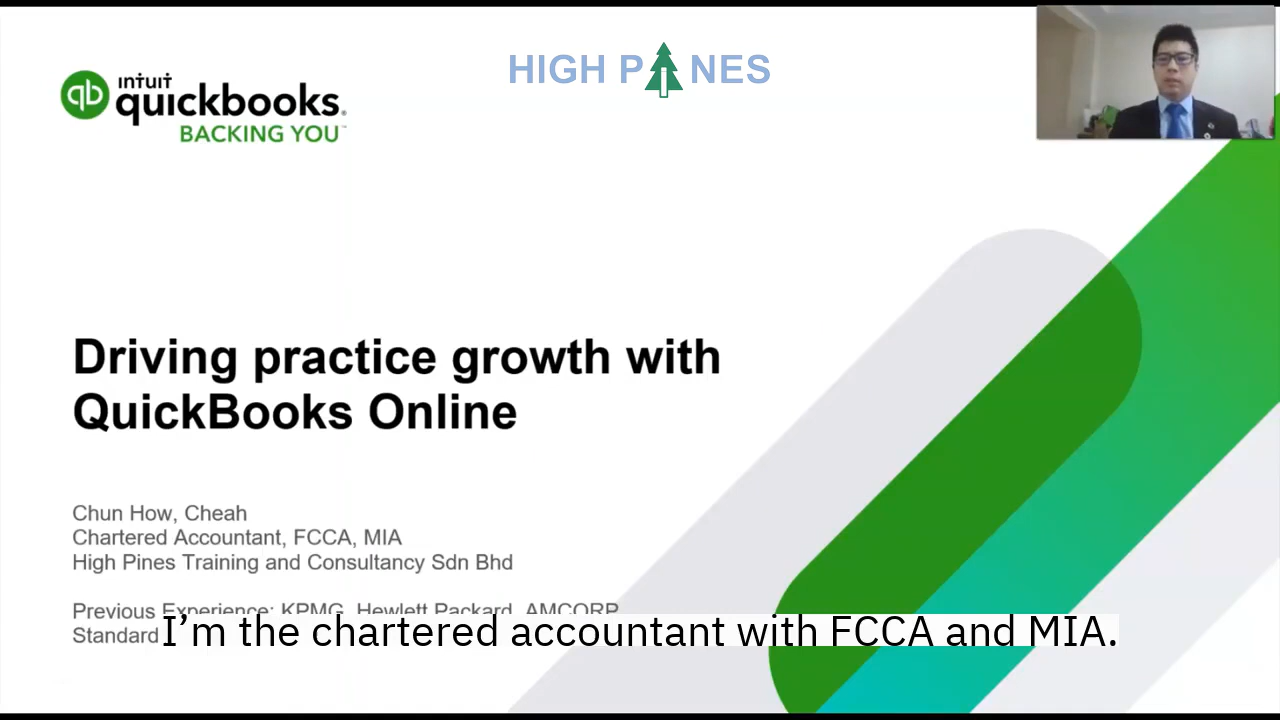 intuit
quickbooks.
BACKING YOU™
HIGH PINES
Driving practice growth with
QuickBooks Online
Chun How, Cheah
Chartered Accountant, FCCA, MIA
High Pines Training and Consultancy Sdn Bhd
Previous Experience: KPMG, Hewlett Packard, AMCORP
Standard
I’m the chartered accountant with FCCA and MIA.